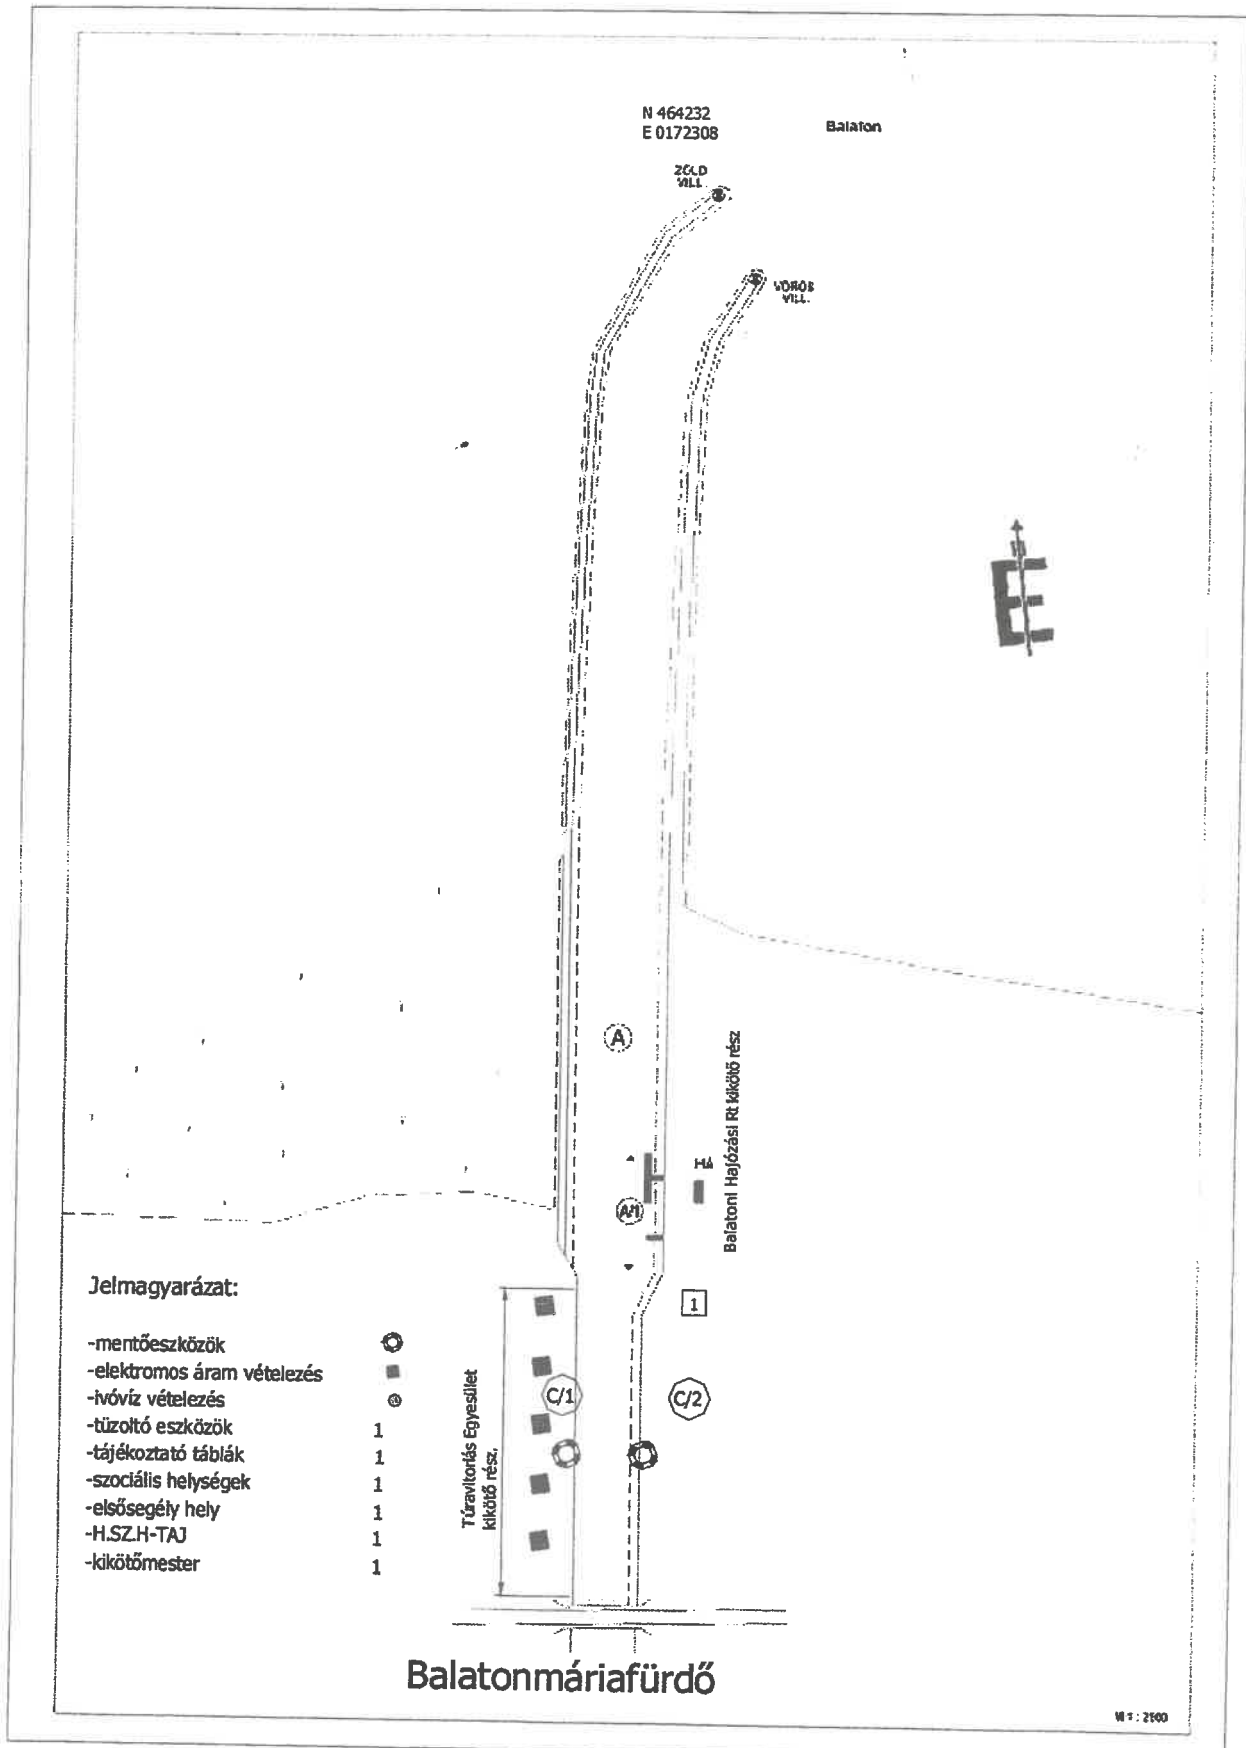 N 464232
E 0172308
Balaton
ZÖLD
VILL.
VÖRÖS
VILL.
É
A
Balatoni Hajózási Rt kikötő rész
HÁ
A/1
Jelmagyarázat:
1
-mentőeszközök
-elektromos áram vételezés
-ivóvíz vételezés
-tüzoltó eszközök 1
-tájékoztató táblák 1
-szociális helységek 1
-elsősegély hely 1
-H.SZ.H-TAJ 1
-kikötőmester 1
Túravitorlás Egyesület
kikötő rész.
C/1
C/2
Balatonmáriafürdő